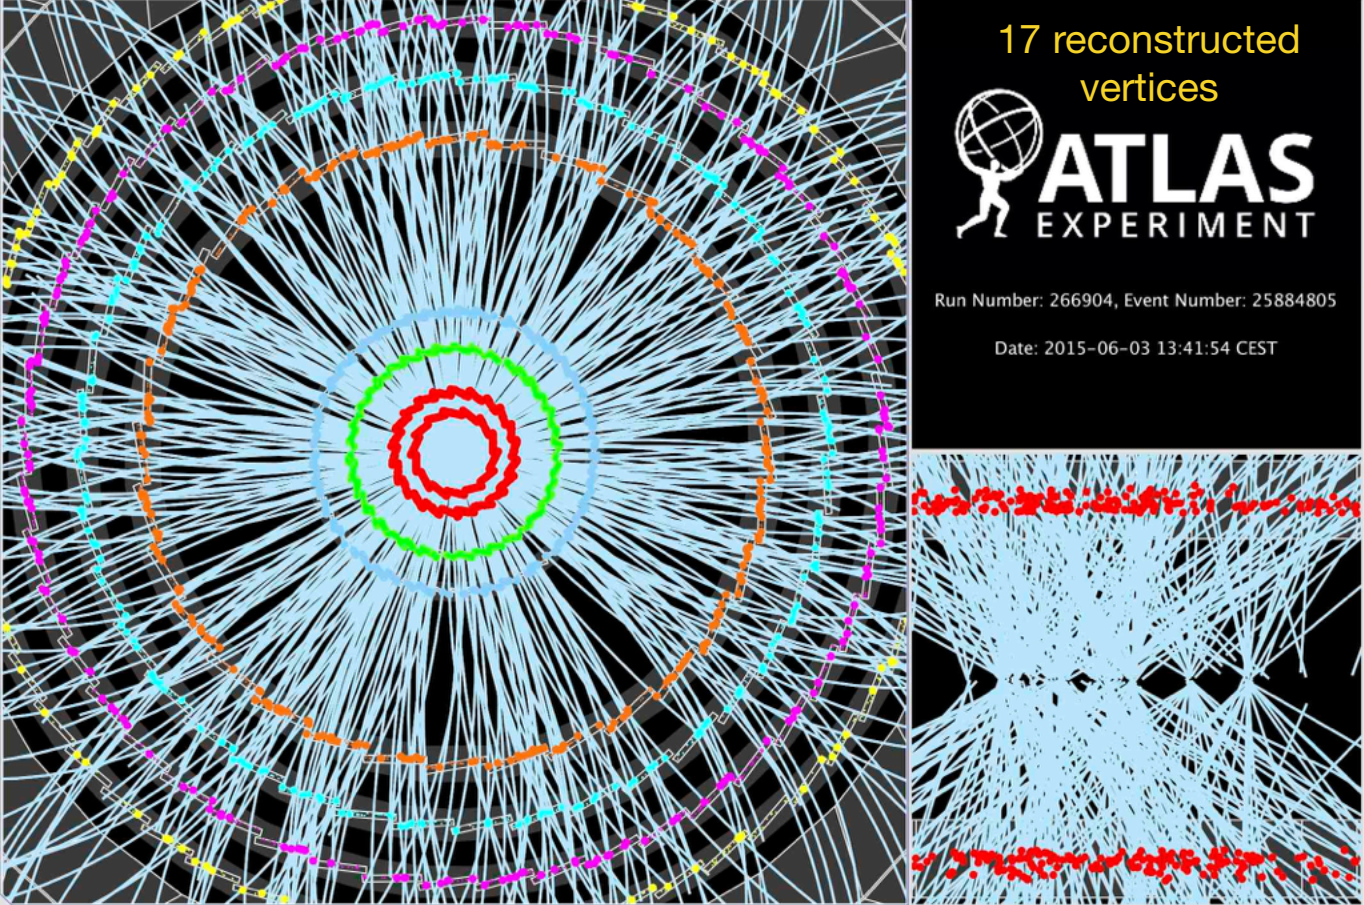 17 reconstructed
vertices
ATLAS
EXPERIMENT
Run Number: 266904, Event Number: 25884805
Date: 2015-06-03 13:41:54 CEST